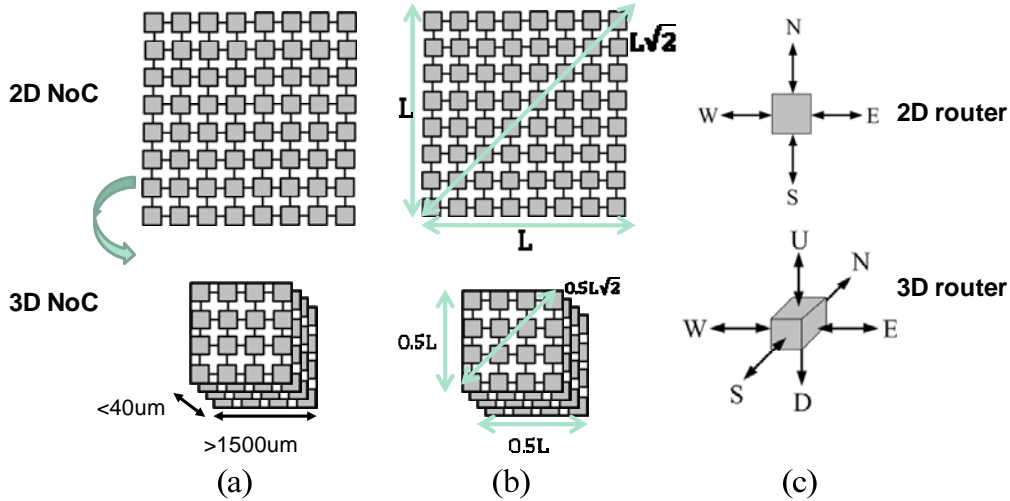 2D NoC
L
L√2
L
N
W
E
S
2D router
3D NoC
<40um
>1500um
0.5L
0.5L√2
0.5L
U
N
W
E
S
D
3D router
(a)
(b)
(c)